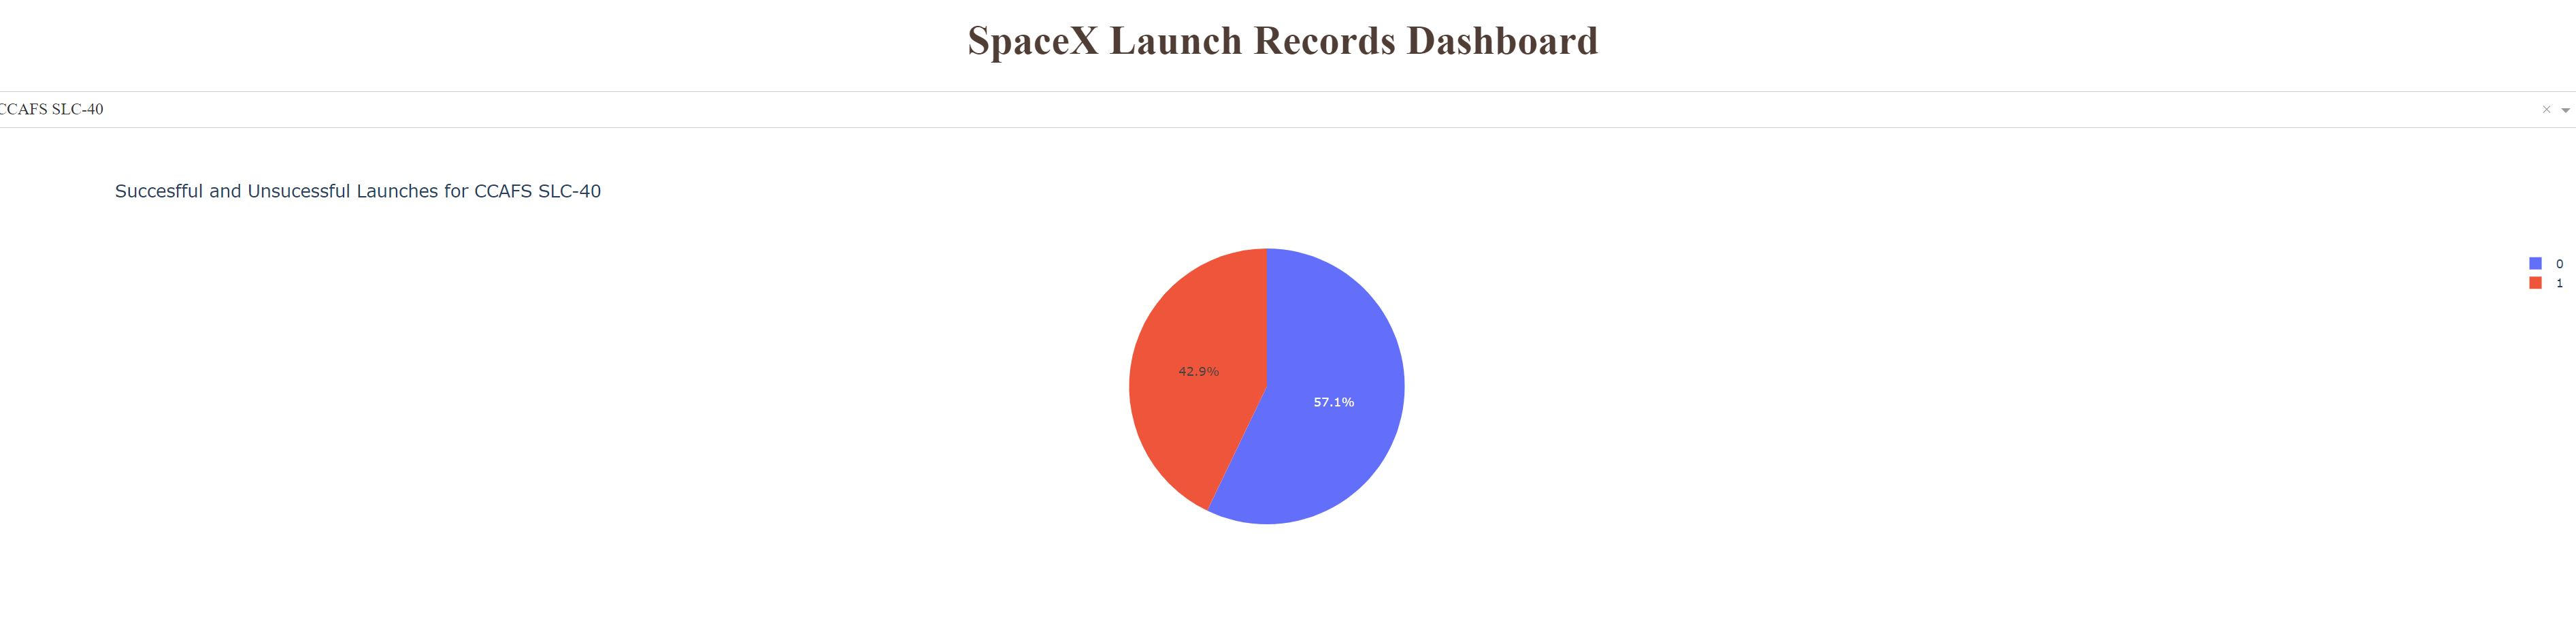 SpaceX Launch Records Dashboard
CCAFS SLC-40
× 
Succesfful and Unsucessful Launches for CCAFS SLC-40
0
1
42.9%
57.1%